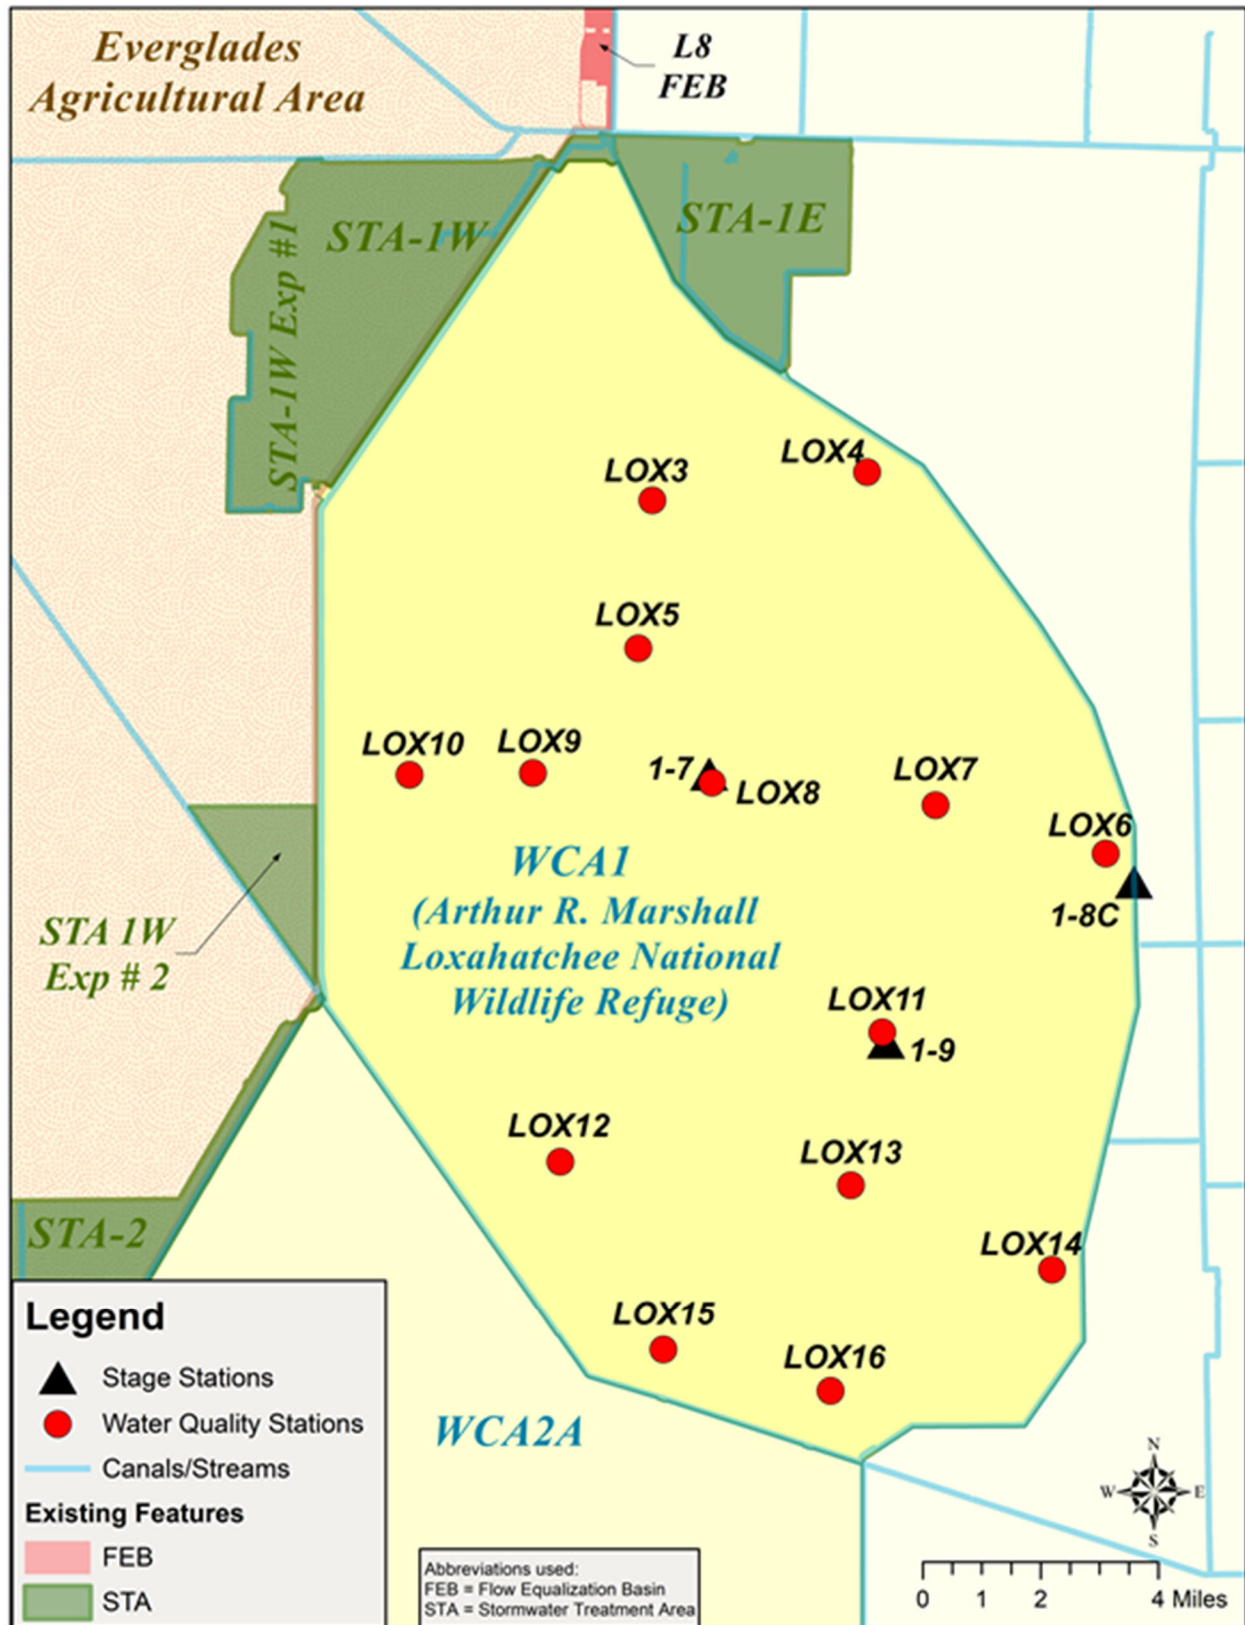 Everglades
Agricultural Area
L8
FEB
STA-1W
STA-1E
STA-1W Exp #1
LOX3
LOX4
LOX5
LOX10
LOX9
1-7
LOX8
LOX7
LOX6
1-8C
WCA1
(Arthur R. Marshall
Loxahatchee National
Wildlife Refuge)
STA 1W
Exp # 2
LOX11
1-9
LOX12
LOX13
LOX14
STA-2
LOX15
LOX16
WCA2A
Legend
Stage Stations
Water Quality Stations
Canals/Streams
Existing Features
FEB
STA
Abbreviations used:
FEB = Flow Equalization Basin
STA = Stormwater Treatment Area
N
W E
S
0 1 2 4 Miles